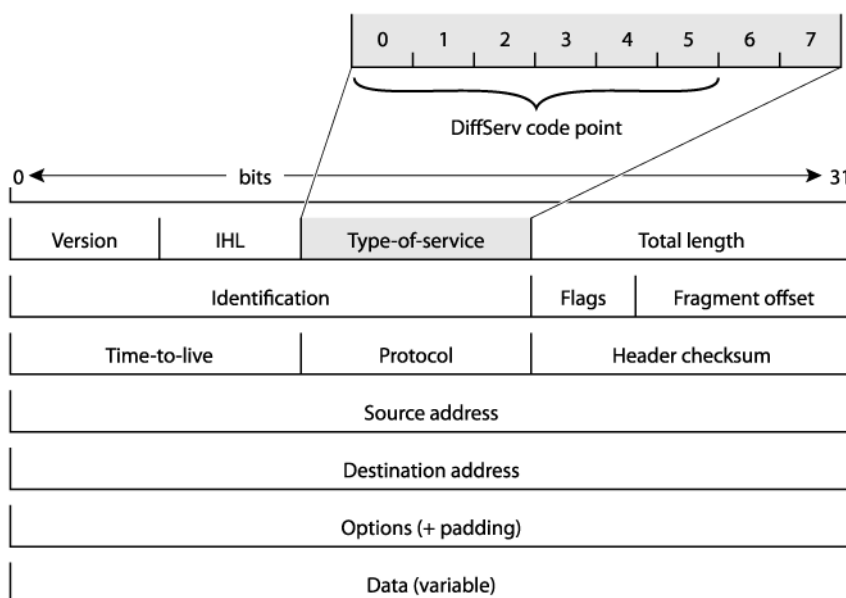 0 1 2 3 4 5 6 7
DiffServ code point
0 bits 31
Version IHL Type-of-service Total length
Identification Flags Fragment offset
Time-to-live Protocol Header checksum
Source address
Destination address
Options (+ padding)
Data (variable)